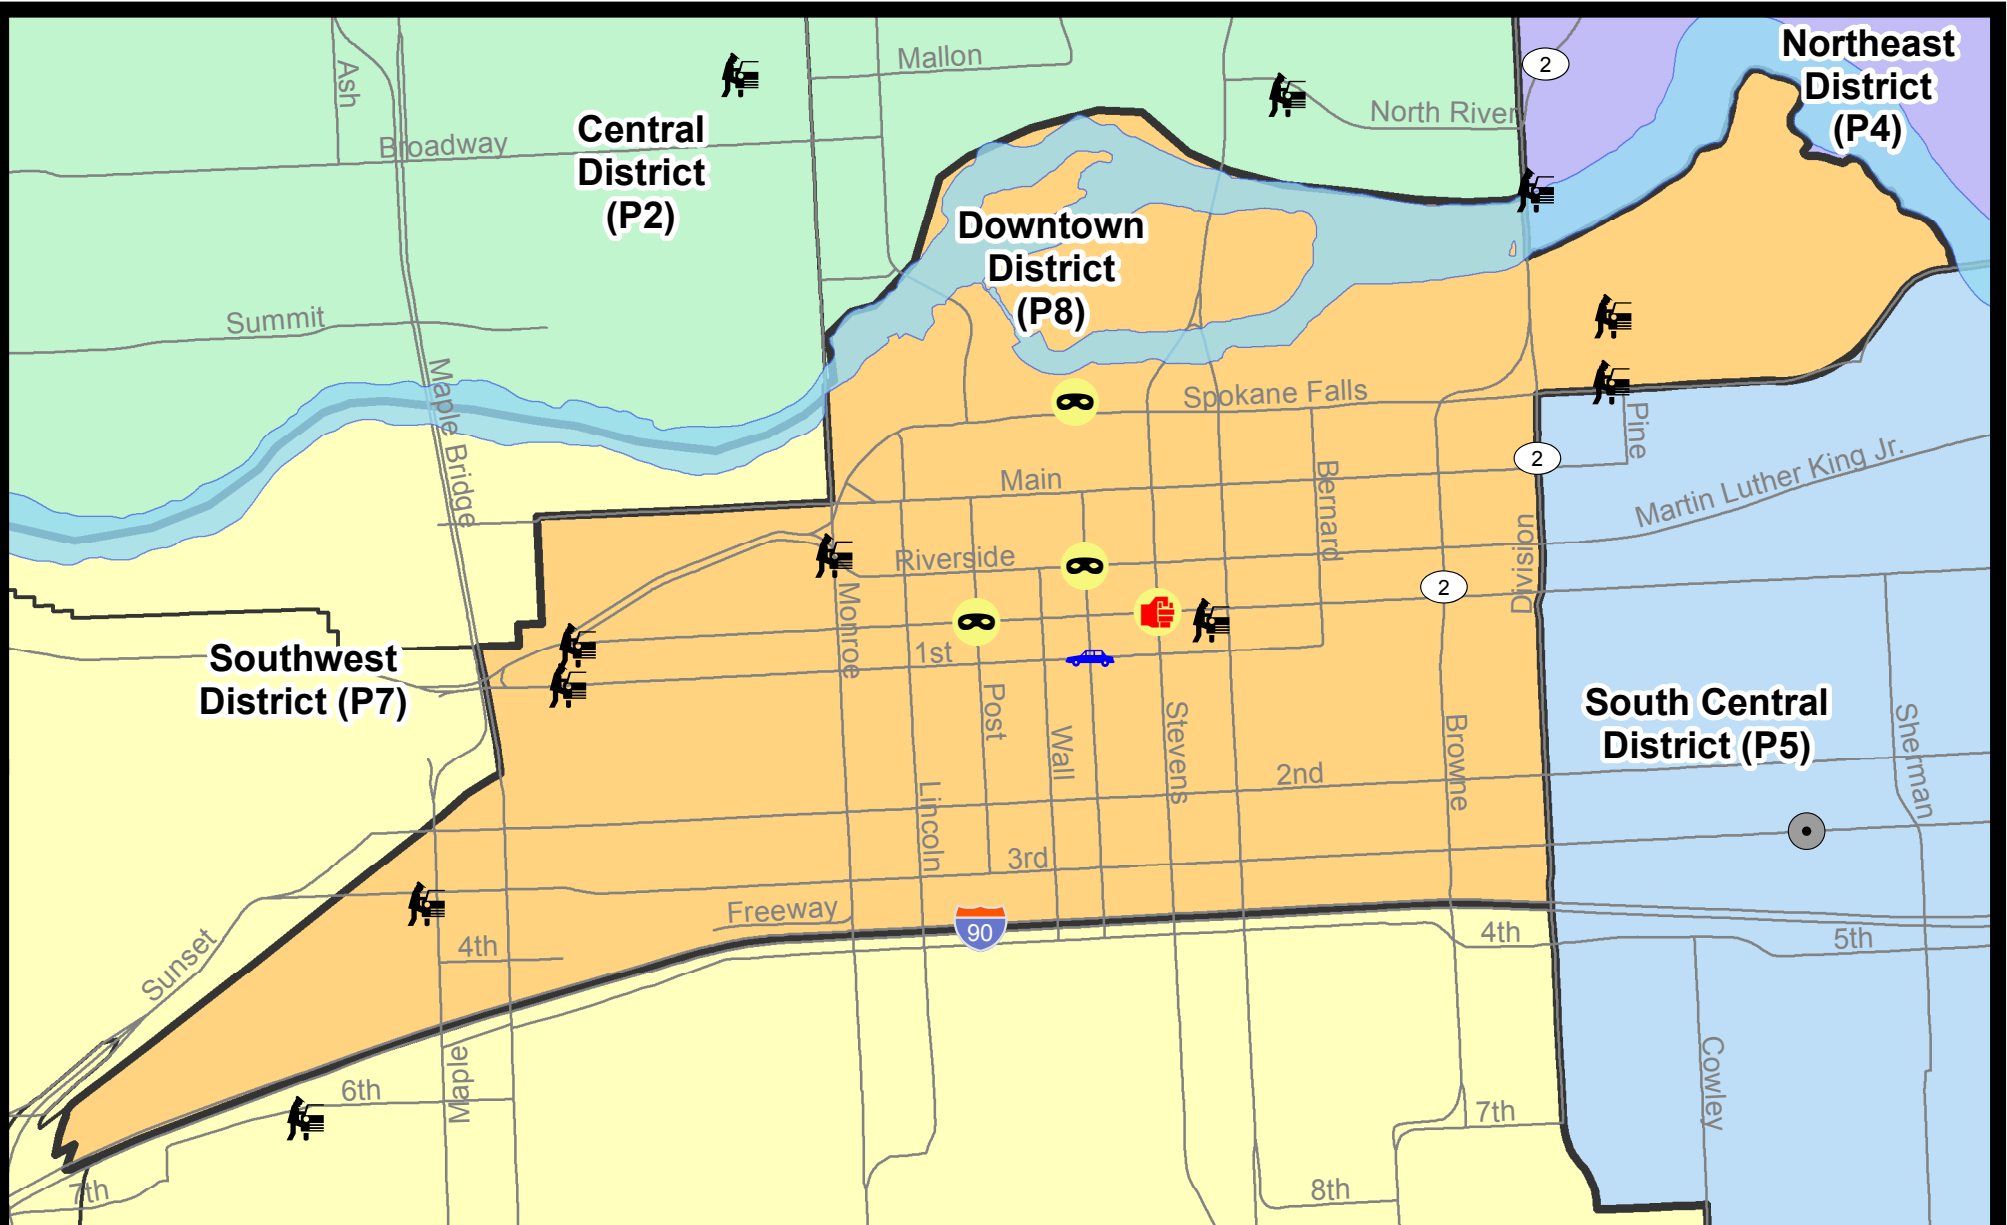 Northeast
District
(P4)
2
Mallon
Ash
North River
Central
District
(P2)
Broadway
Downtown
District
(P8)
Summit
Maple Bridge
Spokane Falls
Pine
2
Main
Bernard
Martin Luther King Jr.
Riverside
Division
2
Monroe
1st
Southwest
District (P7)
Post
Wall
Stevens
Browne
South Central
District (P5)
Sherman
2nd
Lincoln
3rd
Freeway
90
4th
4th
5th
Sunset
Maple
6th
Cowley
7th
7th
8th